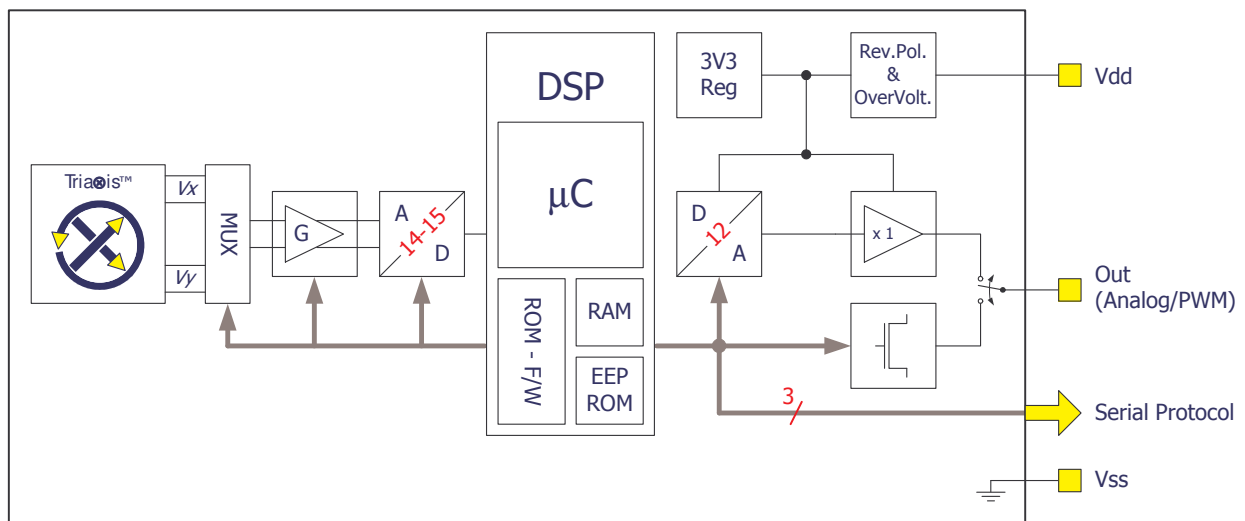 Triaxis™
Vx
Vy
MUX
G
A
14-15
D
DSP
µC
ROM - F/W
RAM
EEP
ROM
3V3
Reg
Rev.Pol.
&
OverVolt.
D
12
A
x 1
3
Vdd
Out
(Analog/PWM)
Serial Protocol
Vss